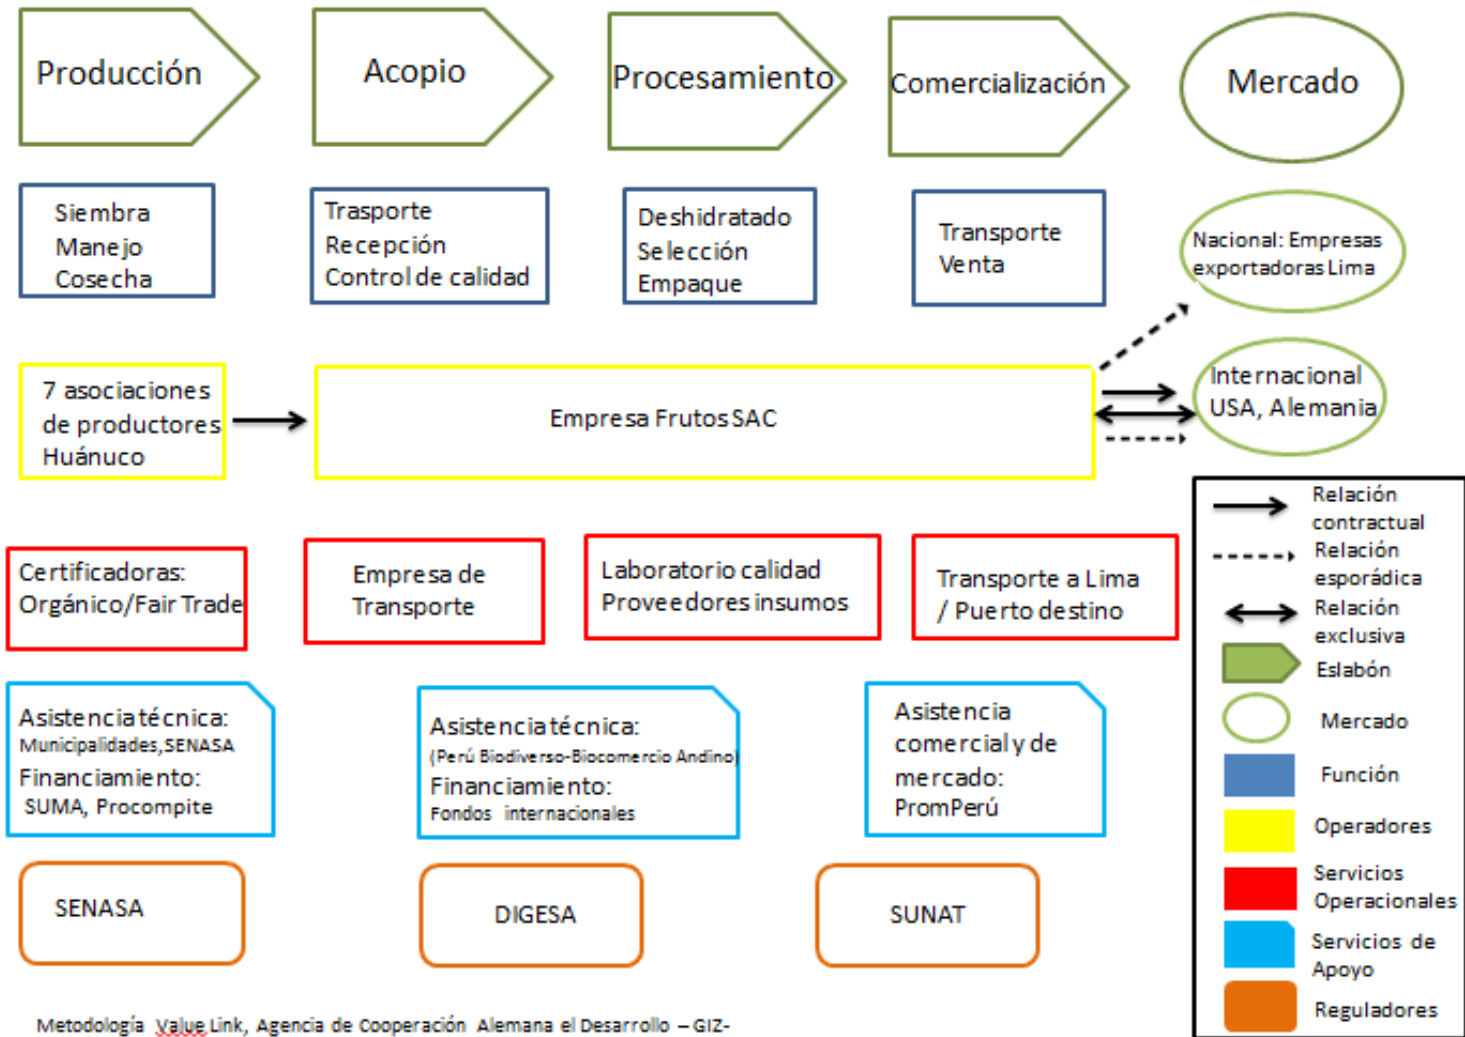 Producción
Acopio
Procesamiento
Comercialización
Mercado
Siembra
Manejo
Cosecha
Trasporte
Recepción
Control de calidad
Deshidratado
Selección
Empaque
Transporte
Venta
Nacional: Empresas
exportadoras Lima
7 asociaciones
de productores
Huánuco
Empresa Frutos SAC
Internacional
USA, Alemania
Certificadoras:
Orgánico/Fair Trade
Empresa de
Transporte
Laboratorio calidad
Proveedores insumos
Transporte a Lima
/ Puerto destino
Asistencia técnica:
Municipalidades,SENASA
Financiamiento:
SUMA, Procompite
Asistencia técnica:
(Perú Biodiverso-Biocomercio Andino)
Financiamiento:
Fondos internacionales
Asistencia
comercial y de
mercado:
PromPerú
SENASA
DIGESA
SUNAT
Relación
contractual
Relación
esporádica
Relación
exclusiva
Eslabón
Mercado
Función
Operadores
Servicios
Operacionales
Servicios de
Apoyo
Reguladores
Metodología Value Link, Agencia de Cooperación Alemana el Desarrollo – GIZ-